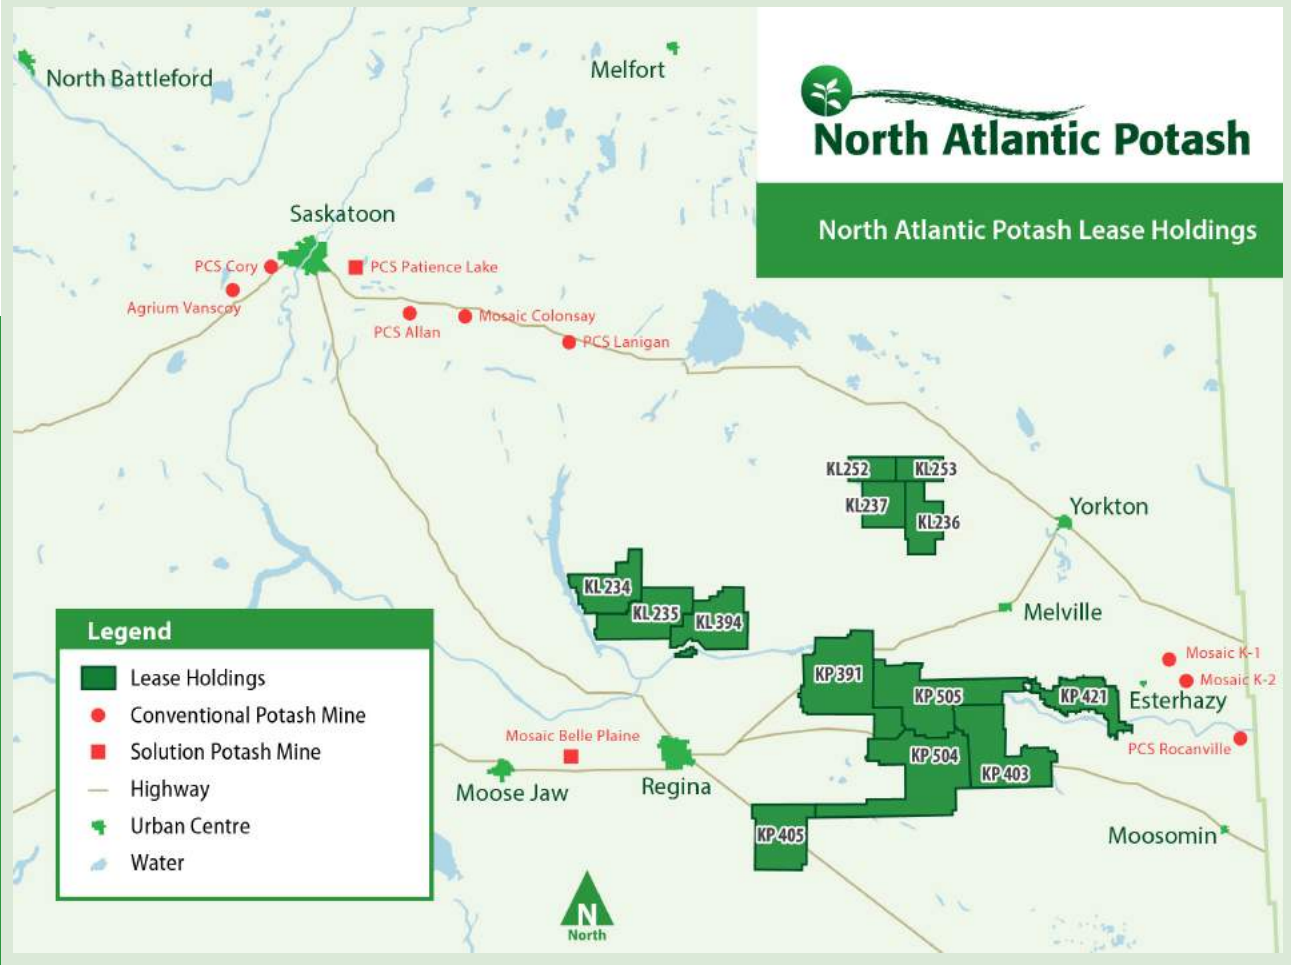 North Battleford
Melfort
North Atlantic Potash
North Atlantic Potash Lease Holdings
Saskatoon
PCS Cory
PCS Patience Lake
Agrium Vanscoy
PCS Allan
Mosaic Colonsay
PCS Lanigan
KL252
KL253
KL237
KL236
Yorkton
KL234
KL235
KL394
Melville
Legend
Lease Holdings
Conventional Potash Mine
Solution Potash Mine
Highway
Urban Centre
Water
KP391
KP505
KP421
Mosaic K-1
Mosaic K-2
Esterhazy
PCS Rocanville
Mosaic Belle Plaine
Moose Jaw
Regina
KP504
KP403
KP405
Moosomin
N
North